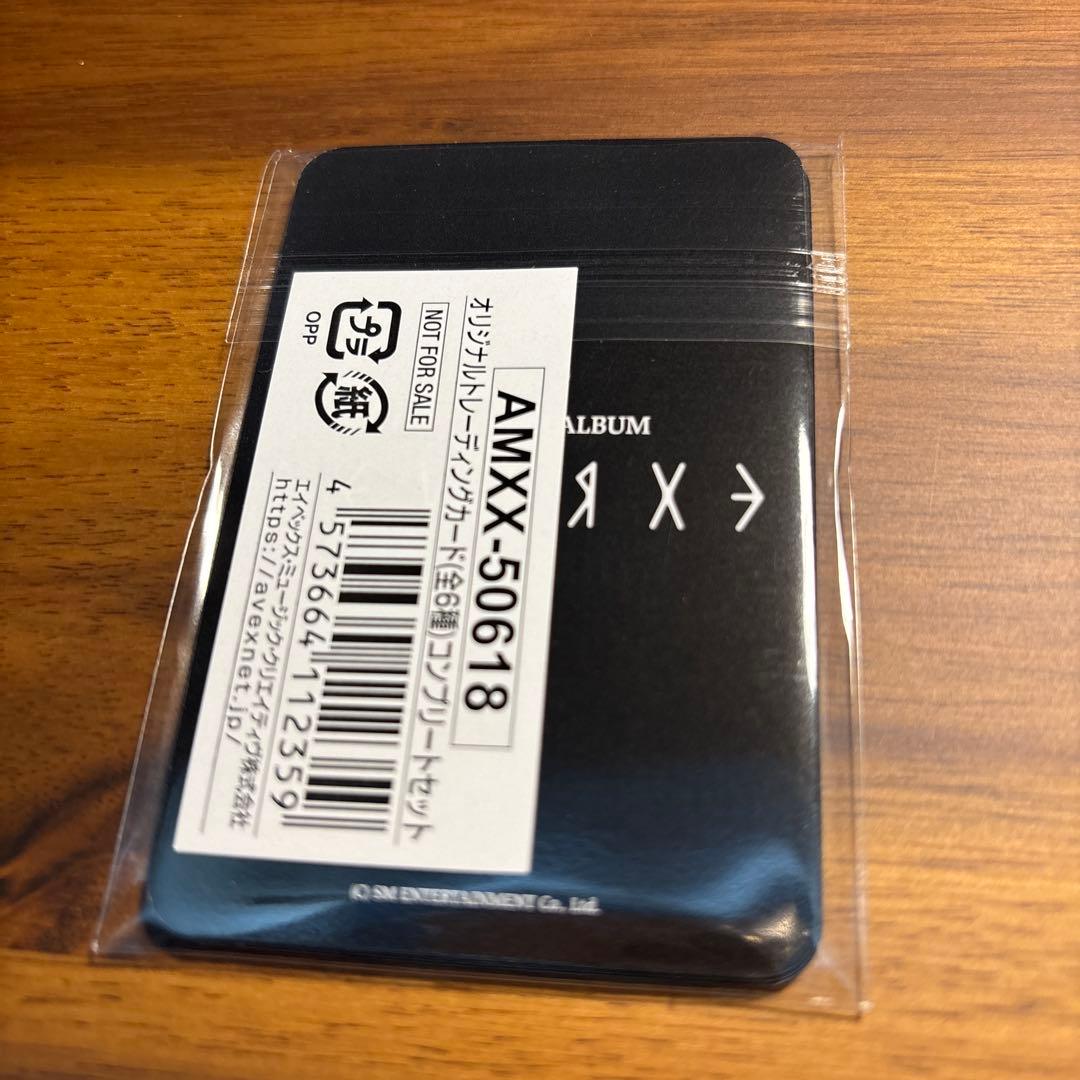 AMXX-50618
オリジナルトレーディングカード(全6種)コンプリートセット
NOT FOR SALE
プラ
OPP
紙
4 573664 112359
エイベックス・ミュージック・クリエイティヴ株式会社
https://avexnet.jp/
ALBUM
(C) SM ENTERTAINMENT Co., Ltd.